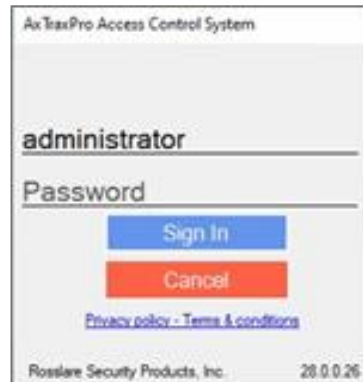 AxTraxPro Access Control System
administrator
Password
Sign In
Cancel
Privacy policy - Terms & conditions
Rosslare Security Products, Inc. 28.0.0.26